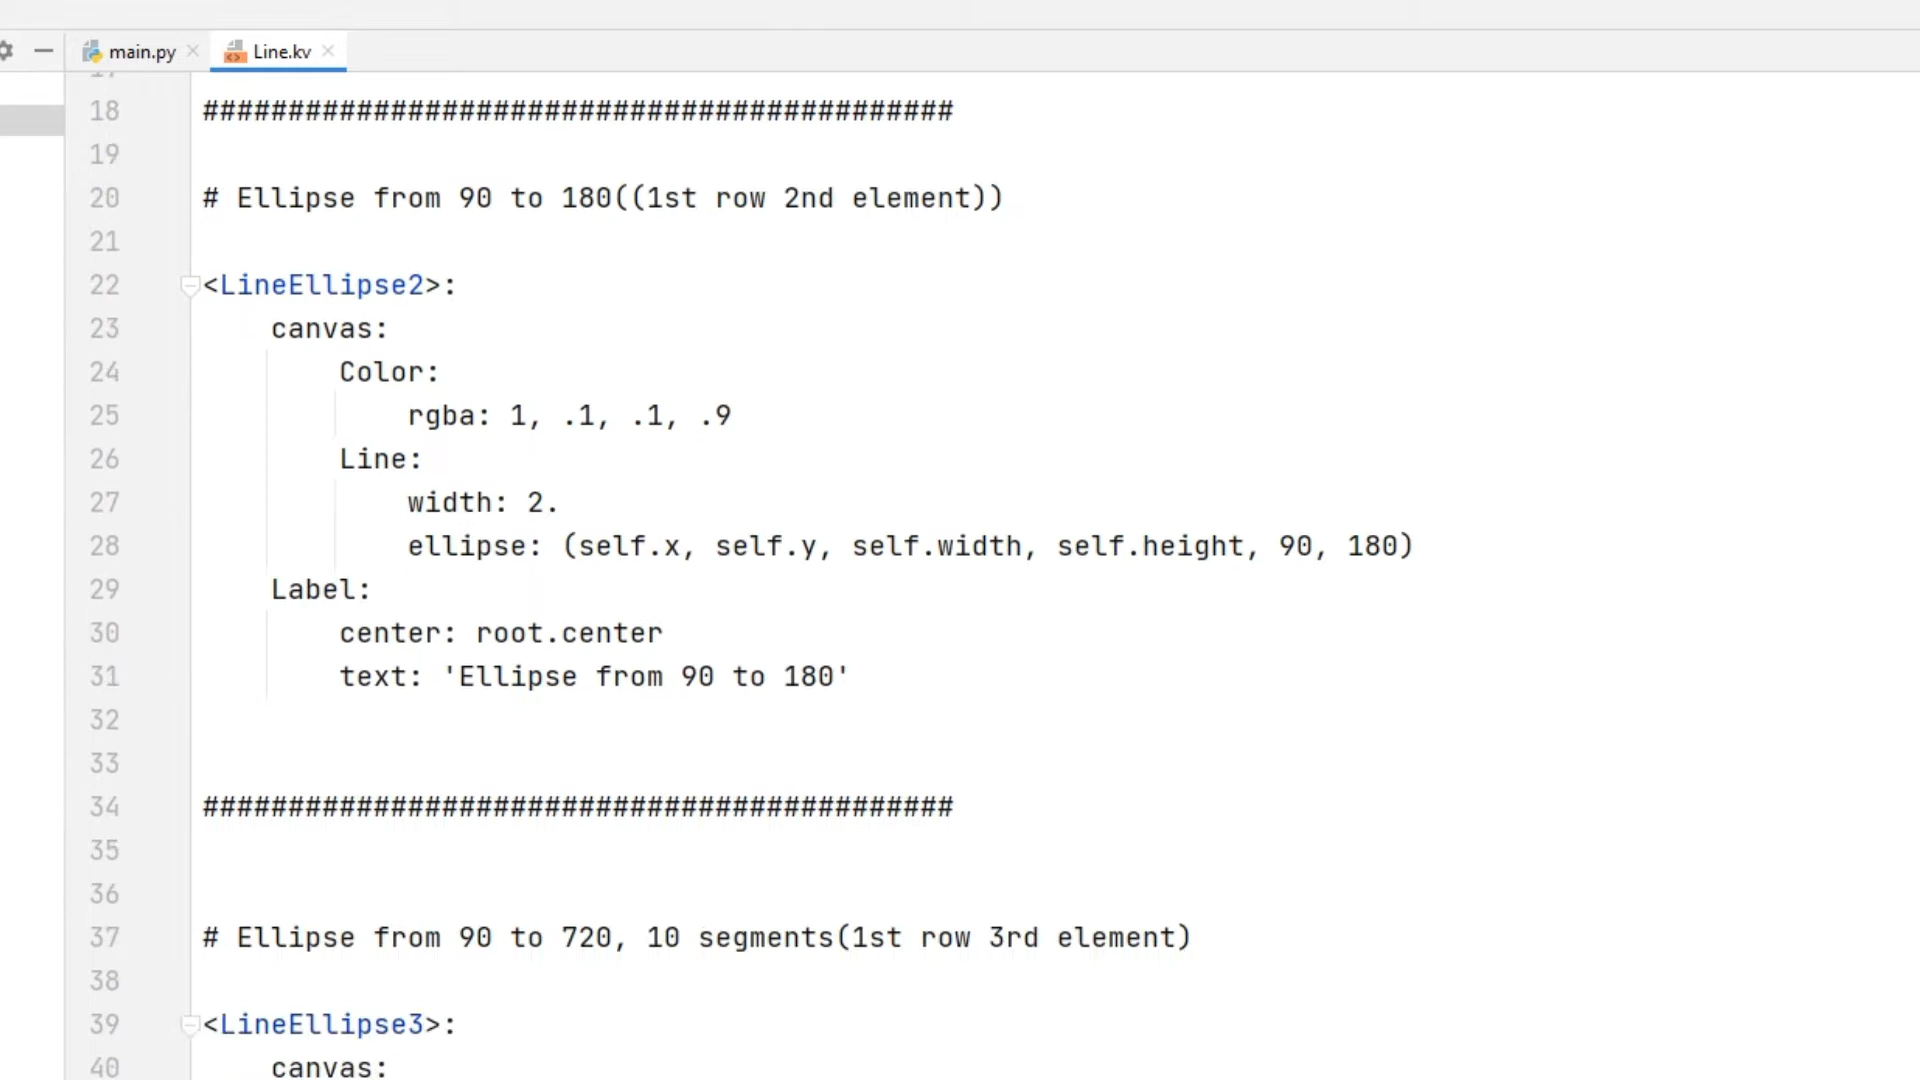 main.py
Line.kv
18 ############################################
19
20 # Ellipse from 90 to 180((1st row 2nd element))
21
22 <LineEllipse2>:
23 canvas:
24 Color:
25 rgba: 1, .1, .1, .9
26 Line:
27 width: 2.
28 ellipse: (self.x, self.y, self.width, self.height, 90, 180)
29 Label:
30 center: root.center
31 text: 'Ellipse from 90 to 180'
32
33
34 ############################################
35
36
37 # Ellipse from 90 to 720, 10 segments(1st row 3rd element)
38
39 <LineEllipse3>:
40 canvas: